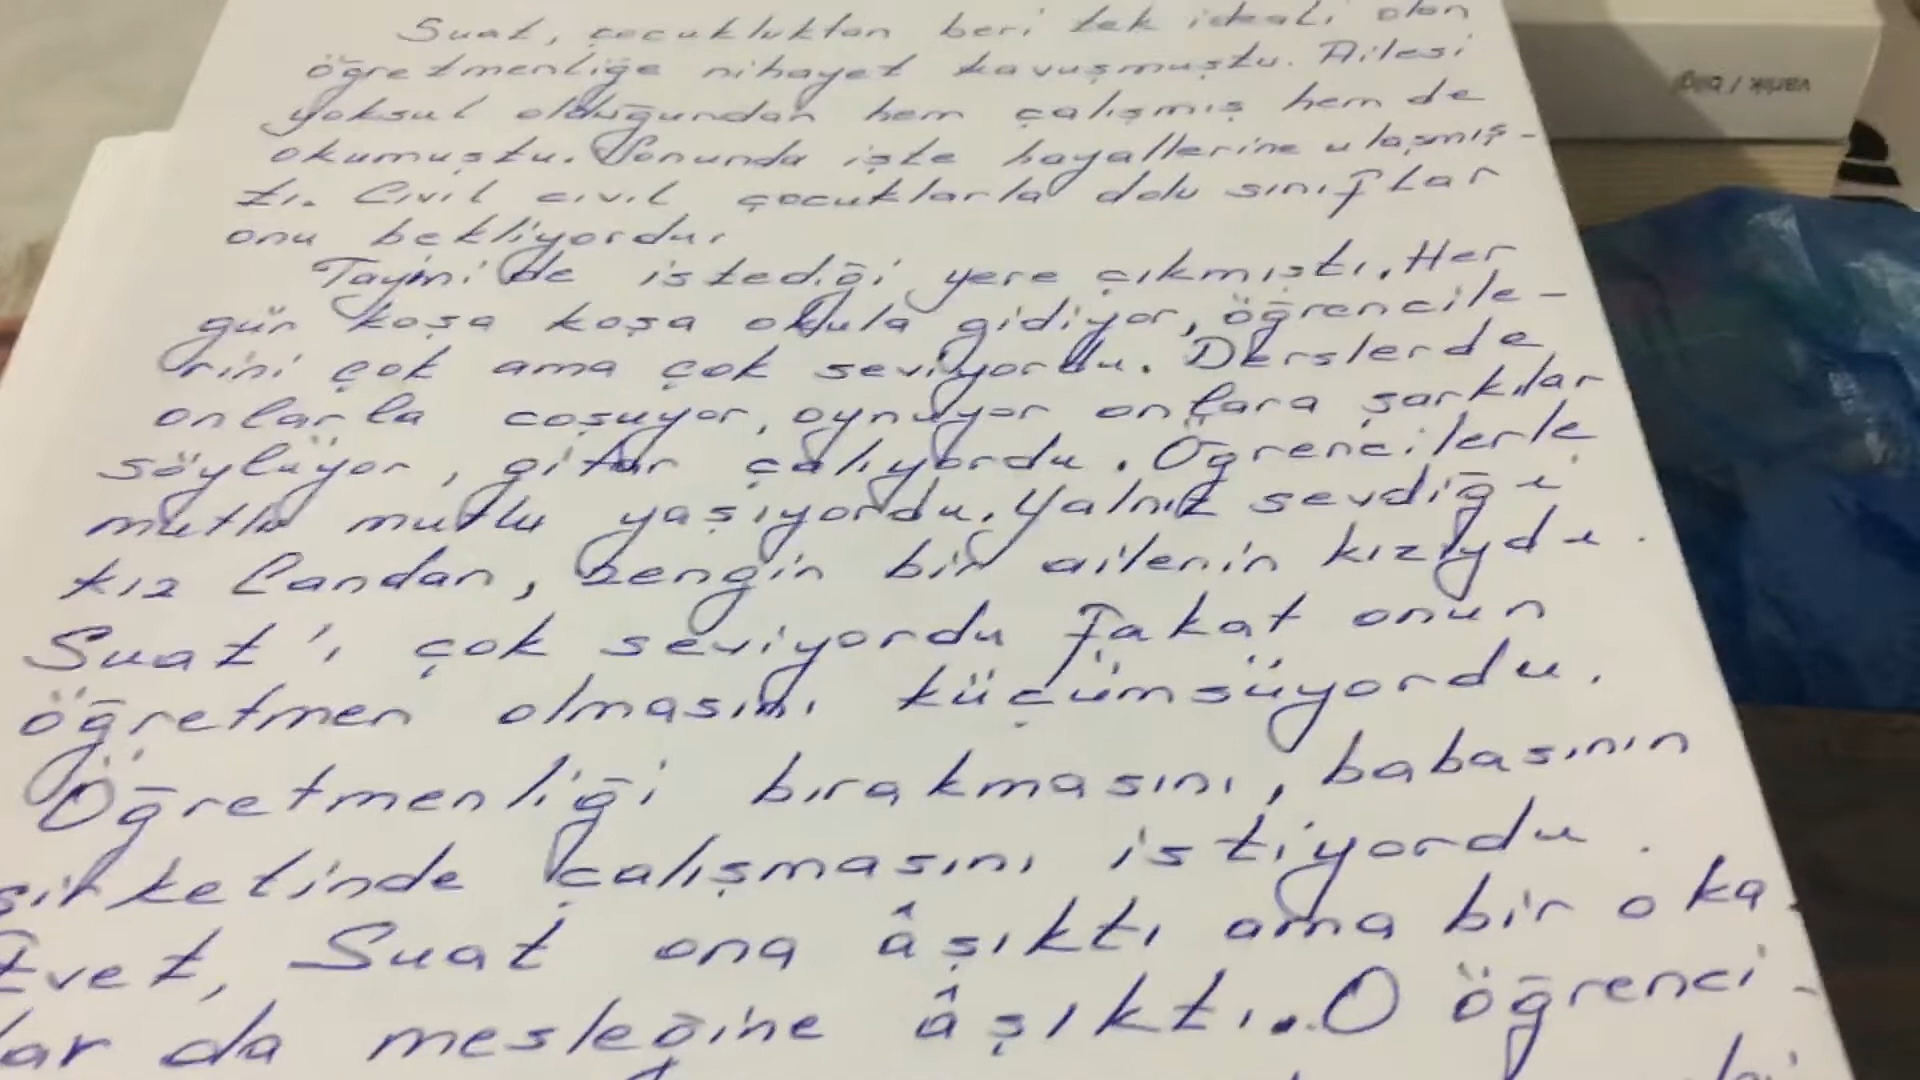 Suat, çocukluktan beri tek ideali olan
öğretmenliğe nihayet kavuşmuştu. Ailesi
yoksul olduğundan hem çalışmış hem de
okumuştu. Sonunda işte hayallerine ulaşmış-
tı. Cıvıl cıvıl çocuklarla dolu sınıflar
onu bekliyordu.
Tayini de istediği yere çıkmıştı. Her
gün koşa koşa okula gidiyor, öğrencile-
rini çok ama çok seviyordu. Derslerde
onlarla coşuyor, oynuyor onlara şarkılar
söylüyor, gitar çalıyordu. Öğrencilerle
mutlu mutlu yaşıyordu. Yalnız sevdiği
kız Candan, zengin bir ailenin kızıydı.
Suat'ı çok seviyordu fakat onun
öğretmen olmasını küçümsüyordu.
Öğretmenliği bırakmasını, babasının
şirketinde çalışmasını istiyordu.
Evet, Suat ona âşıktı ama bir o ka-
dar da mesleğine âşıktı. O öğrenci-
varlık / bilgi